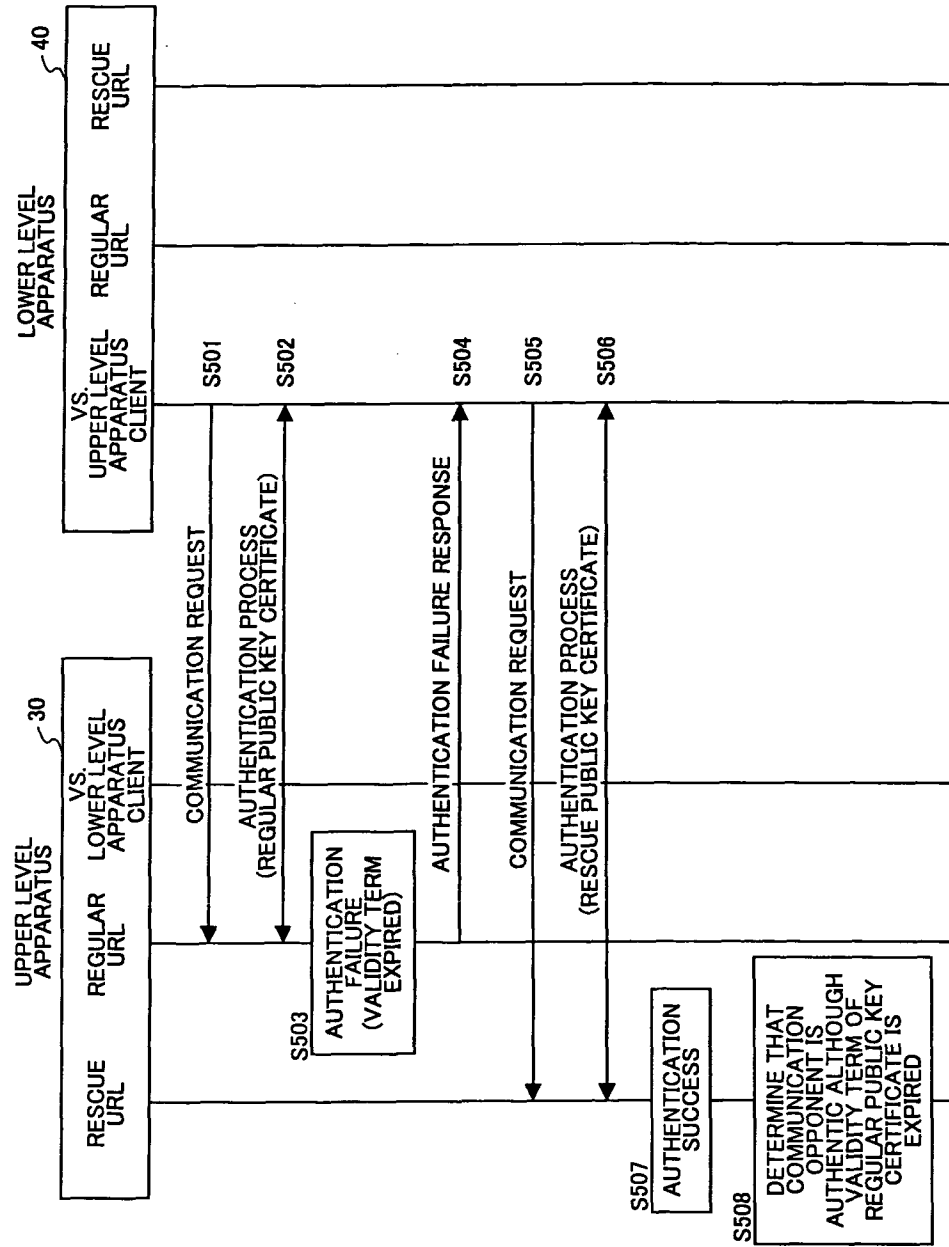 UPPER LEVEL
APPARATUS
30
RESCUE
URL
REGULAR
URL
VS.
LOWER LEVEL
APPARATUS
CLIENT
LOWER LEVEL
APPARATUS
40
VS.
UPPER LEVEL
APPARATUS
CLIENT
REGULAR
URL
RESCUE
URL
COMMUNICATION REQUEST
S501
AUTHENTICATION PROCESS
(REGULAR PUBLIC KEY CERTIFICATE)
S502
S503
AUTHENTICATION
FAILURE
(VALIDITY TERM
EXPIRED)
AUTHENTICATION FAILURE RESPONSE
S504
COMMUNICATION REQUEST
S505
AUTHENTICATION PROCESS
(RESCUE PUBLIC KEY CERTIFICATE)
S506
S507
AUTHENTICATION
SUCCESS
S508
DETERMINE THAT
COMMUNICATION
OPPONENT IS
AUTHENTIC ALTHOUGH
VALIDITY TERM OF
REGULAR PUBLIC KEY
CERTIFICATE IS
EXPIRED